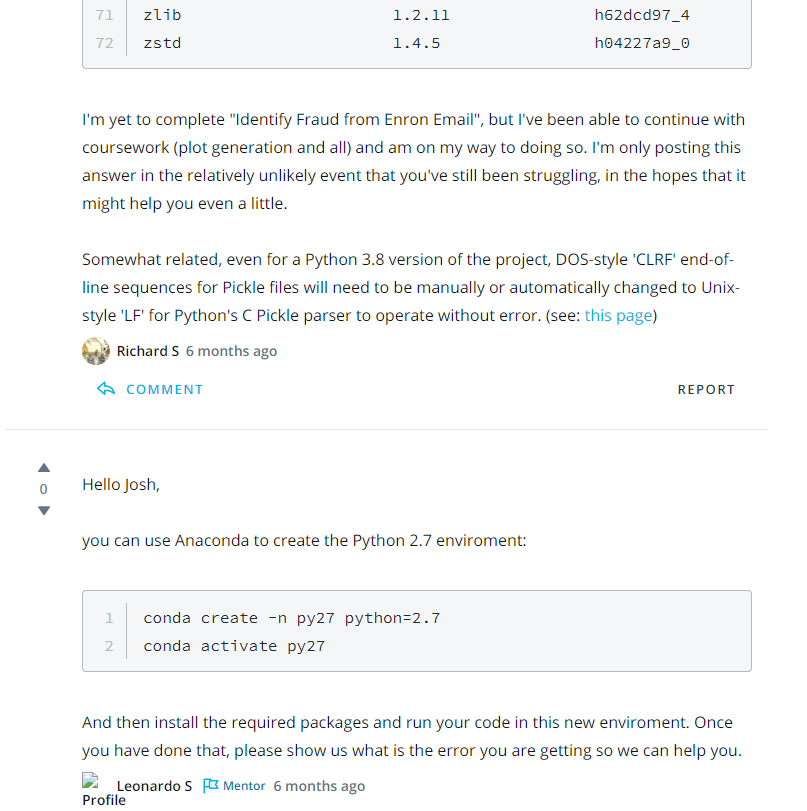 71 zlib 1.2.11 h62dcd97_4
72 zstd 1.4.5 h04227a9_0
I'm yet to complete "Identify Fraud from Enron Email", but I've been able to continue with
coursework (plot generation and all) and am on my way to doing so. I'm only posting this
answer in the relatively unlikely event that you've still been struggling, in the hopes that it
might help you even a little.
Somewhat related, even for a Python 3.8 version of the project, DOS-style 'CLRF' end-of-
line sequences for Pickle files will need to be manually or automatically changed to Unix-
style 'LF' for Python's C Pickle parser to operate without error. (see: this page)
Richard S 6 months ago
COMMENT REPORT
0
Hello Josh,
you can use Anaconda to create the Python 2.7 enviroment:
1 conda create -n py27 python=2.7
2 conda activate py27
And then install the required packages and run your code in this new enviroment. Once
you have done that, please show us what is the error you are getting so we can help you.
Leonardo S Mentor 6 months ago
Profile